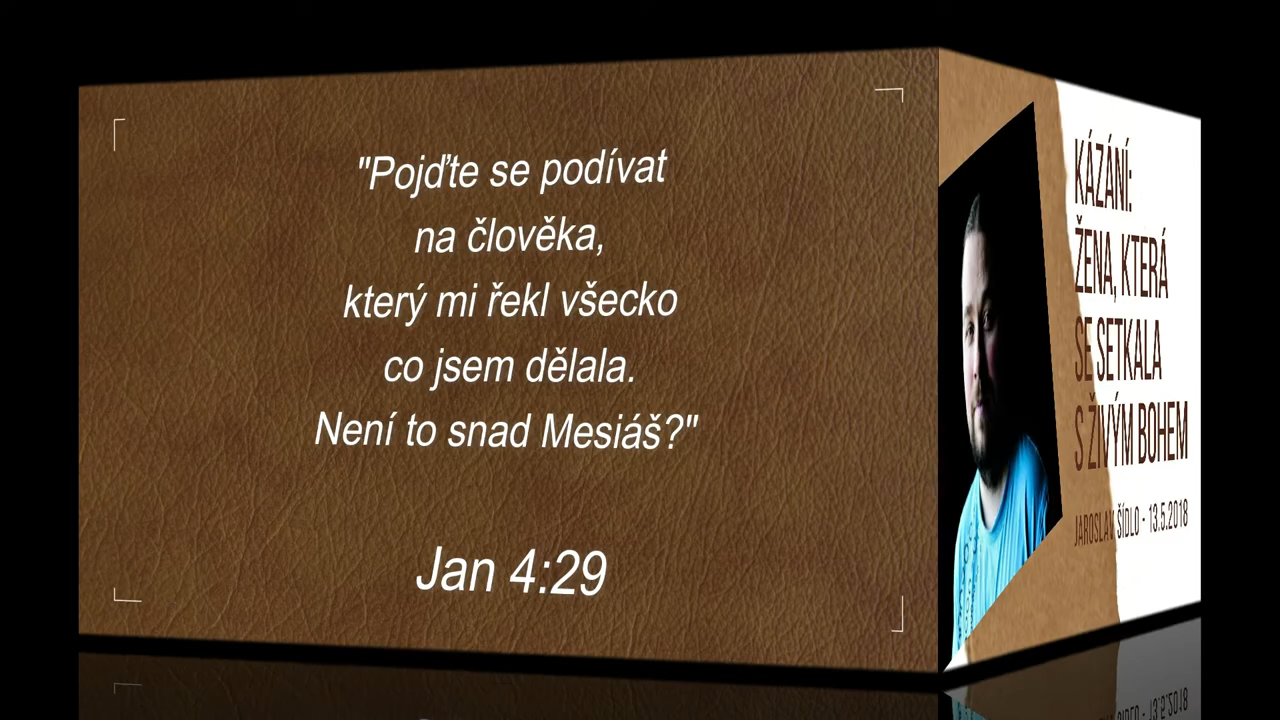 "Pojďte se podívat
na člověka,
který mi řekl všecko
co jsem dělala.
Není to snad Mesiáš?"
Jan 4:29
KÁZÁNÍ:
ŽENA, KTERÁ
SE SETKALA
S ŽIVÝM BOHEM
JAROSLAV ŠÍDLO - 13.5.2018